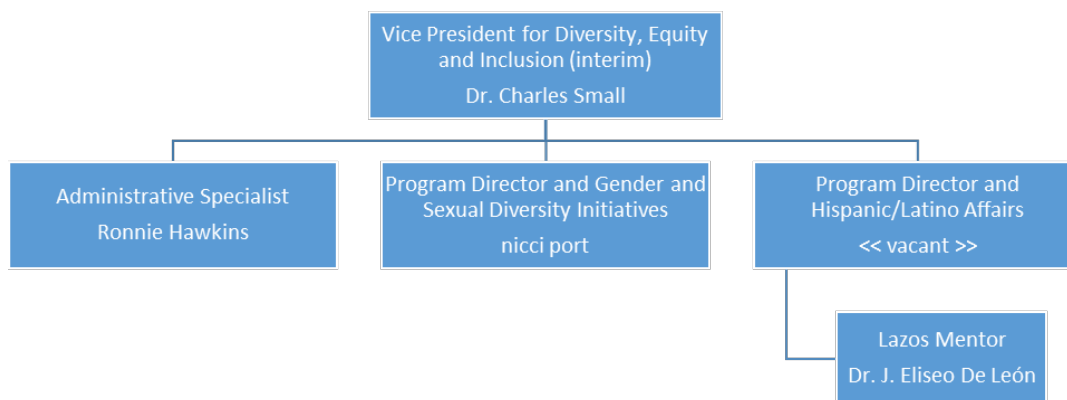 Vice President for Diversity, Equity
and Inclusion (interim)
Dr. Charles Small
Administrative Specialist
Ronnie Hawkins
Program Director and Gender and
Sexual Diversity Initiatives
nicci port
Program Director and
Hispanic/Latino Affairs
<< vacant >>
Lazos Mentor
Dr. J. Eliseo De León